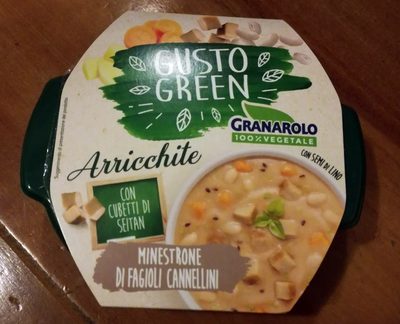 GUSTO
GREEN
GRANAROLO
100% VEGETALE
Arricchite
CON SEMI DI LINO
CON
CUBETTI DI
SEITAN
MINESTRONE
DI FAGIOLI CANNELLINI